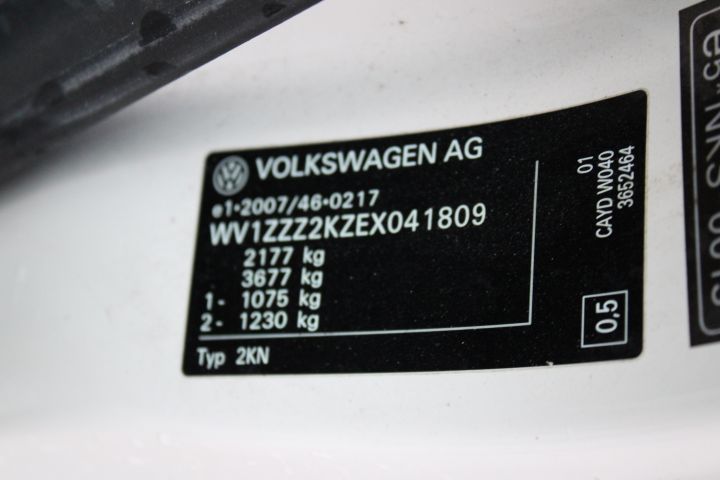 VOLKSWAGEN AG
e1*2007/46*0217
WV1ZZZ2KZEX041809
2177 kg
3677 kg
1- 1075 kg
2- 1230 kg
Typ 2KN
01
CAYD W040
3652464
0,5